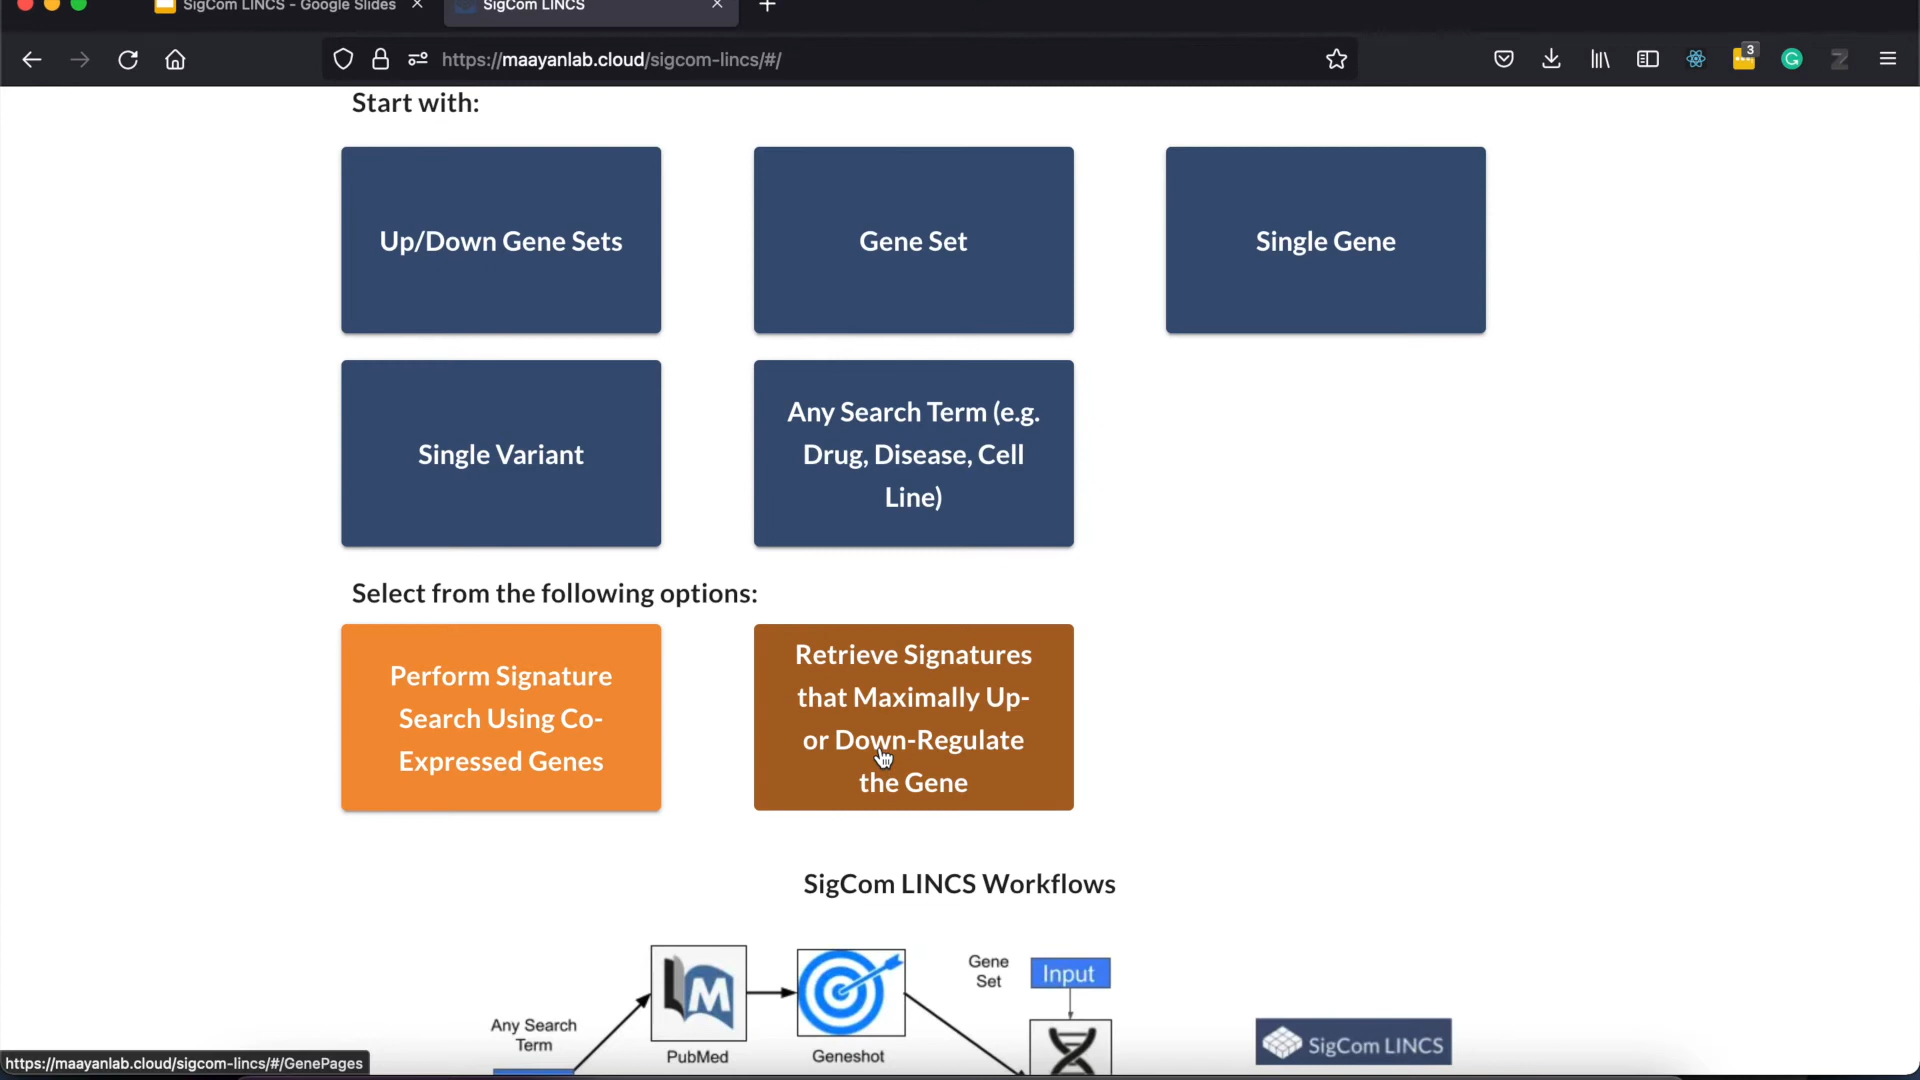 SigCom LINCS - Google Slides
SigCom LINCS
https://maayanlab.cloud/sigcom-lincs/#/
3
Start with:
Up/Down Gene Sets
Gene Set
Single Gene
Single Variant
Any Search Term (e.g.
Drug, Disease, Cell
Line)
Select from the following options:
Perform Signature
Search Using Co-
Expressed Genes
Retrieve Signatures
that Maximally Up-
or Down-Regulate
the Gene
SigCom LINCS Workflows
Gene
Set
Input
Any Search
Term
PubMed
Geneshot
SigCom LINCS
https://maayanlab.cloud/sigcom-lincs/#/GenePages